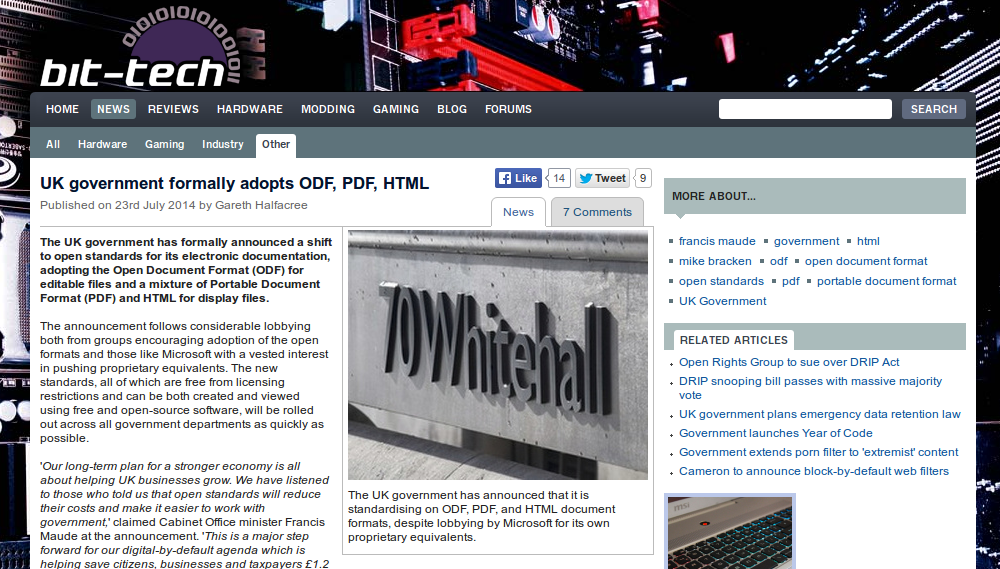 bit-tech
HOME NEWS REVIEWS HARDWARE MODDING GAMING BLOG FORUMS SEARCH
All Hardware Gaming Industry Other
UK government formally adopts ODF, PDF, HTML
Published on 23rd July 2014 by Gareth Halfacree
Like 14 Tweet 9
News 7 Comments
The UK government has formally announced a shift
to open standards for its electronic documentation,
adopting the Open Document Format (ODF) for
editable files and a mixture of Portable Document
Format (PDF) and HTML for display files.
The announcement follows considerable lobbying
both from groups encouraging adoption of the open
formats and those like Microsoft with a vested interest
in pushing proprietary equivalents. The new
standards, all of which are free from licensing
restrictions and can be both created and viewed
using free and open-source software, will be rolled
out across all government departments as quickly as
possible.
'Our long-term plan for a stronger economy is all
about helping UK businesses grow. We have listened
to those who told us that open standards will reduce
their costs and make it easier to work with
government,' claimed Cabinet Office minister Francis
Maude at the announcement. 'This is a major step
forward for our digital-by-default agenda which is
helping save citizens, businesses and taxpayers £1.2
70 Whitehall
The UK government has announced that it is
standardising on ODF, PDF, and HTML document
formats, despite lobbying by Microsoft for its own
proprietary equivalents.
MORE ABOUT...
francis maude government html
mike bracken odf open document format
open standards pdf portable document format
UK Government
RELATED ARTICLES
Open Rights Group to sue over DRIP Act
DRIP snooping bill passes with massive majority
vote
UK government plans emergency data retention law
Government launches Year of Code
Government extends porn filter to 'extremist' content
Cameron to announce block-by-default web filters
msi